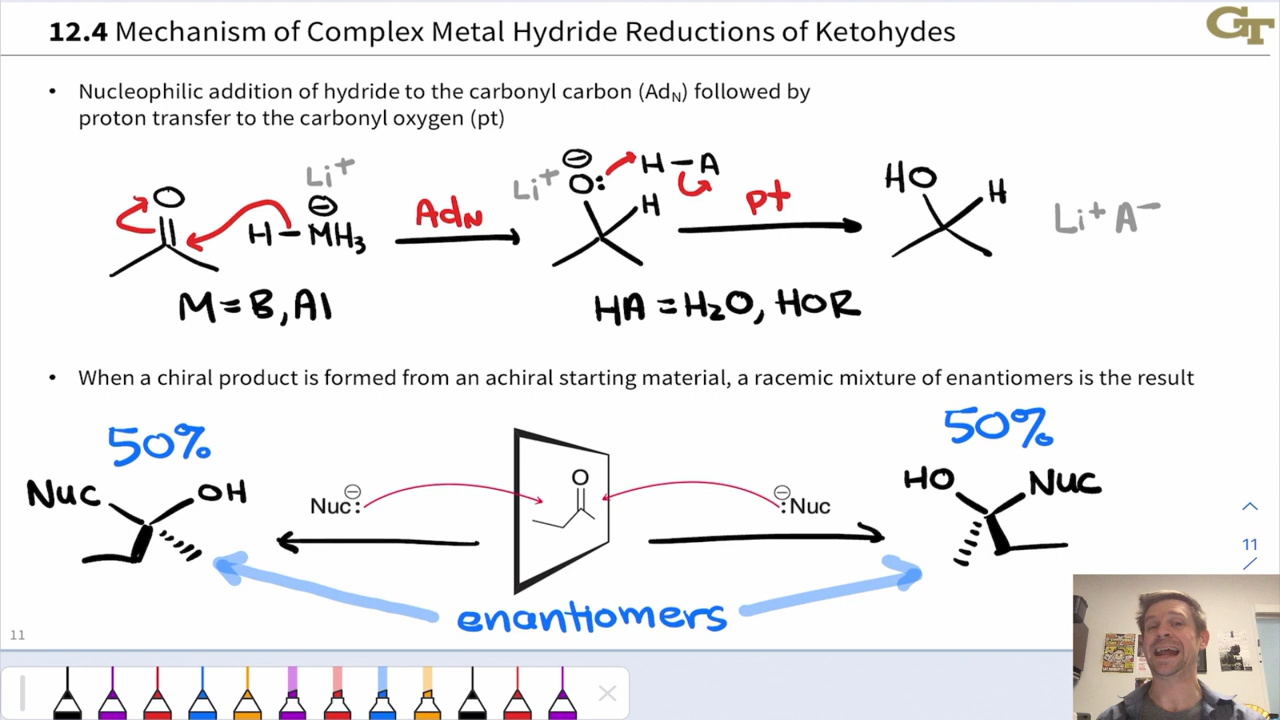 12.4 Mechanism of Complex Metal Hydride Reductions of Ketohydes
GT
• Nucleophilic addition of hydride to the carbonyl carbon (AdN) followed by
proton transfer to the carbonyl oxygen (pt)
O
Li+
⊖
H-MH3
AdN
Li+
⊖
O:
H-A
H
pt
HO
H
Li+ A-
M=B, Al
HA = H2O, HOR
• When a chiral product is formed from an achiral starting material, a racemic mixture of enantiomers is the result
50%
50%
Nuc
OH
⊖
Nuc:
O
⊖
:Nuc
HO
Nuc
enantiomers
11
11